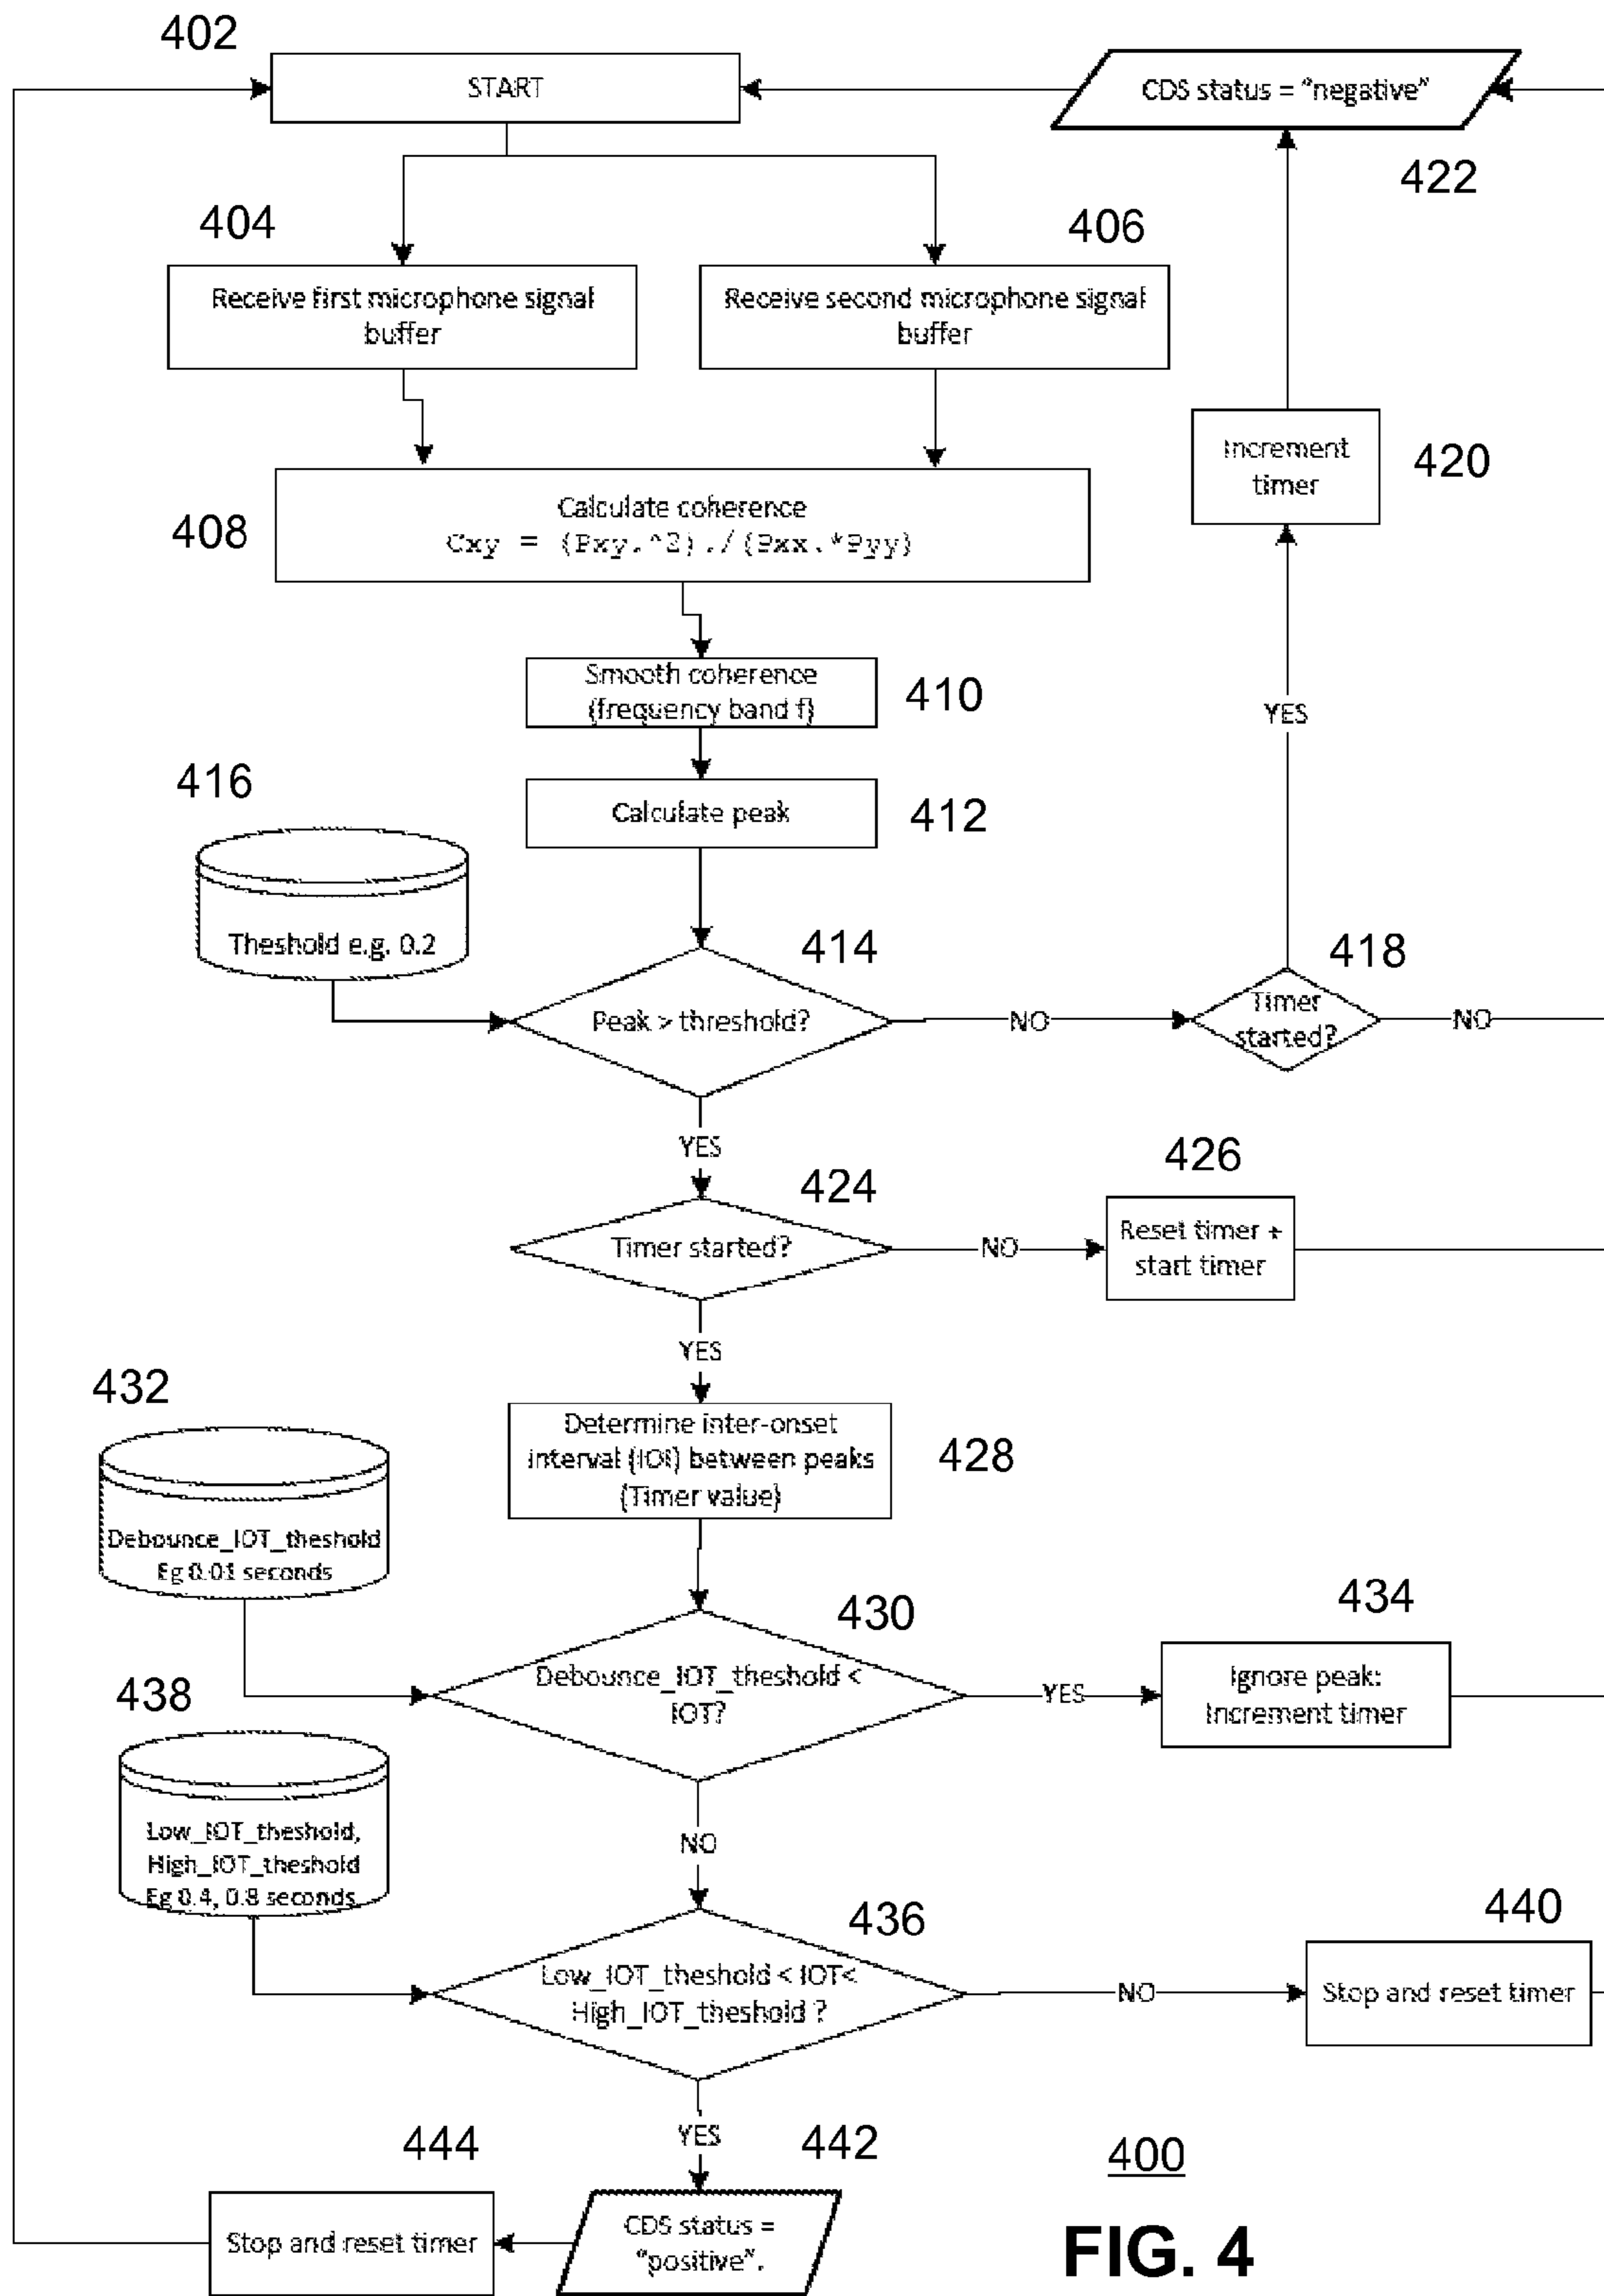 402
START
CDS status = "negative"
422
404
406
Receive first microphone signal
buffer
Receive second microphone signal
buffer
Increment
timer
420
408
Calculate coherence
Cxy = (Pxy.^2)./(Pxx.*Pyy)
Smooth coherence
(frequency band f)
410
YES
416
Calculate peak
412
Theshold e.g. 0.2
414
418
Peak > threshold?
NO
Timer
started?
NO
YES
424
426
Timer started?
NO
Reset timer +
start timer
YES
432
Determine inter-onset
interval (IOI) between peaks
(Timer value)
428
Debounce_IOT_theshold
Eg 0.01 seconds
430
434
Debounce_IOT_theshold <
IOT?
YES
Ignore peak:
Increment timer
438
Low_IOT_theshold,
High_IOT_theshold
Eg 0.4, 0.8 seconds
NO
436
440
Low_IOT_theshold < IOT<
High_IOT_theshold ?
NO
Stop and reset timer
YES
444
442
400
Stop and reset timer
CDS status =
"positive".
FIG. 4